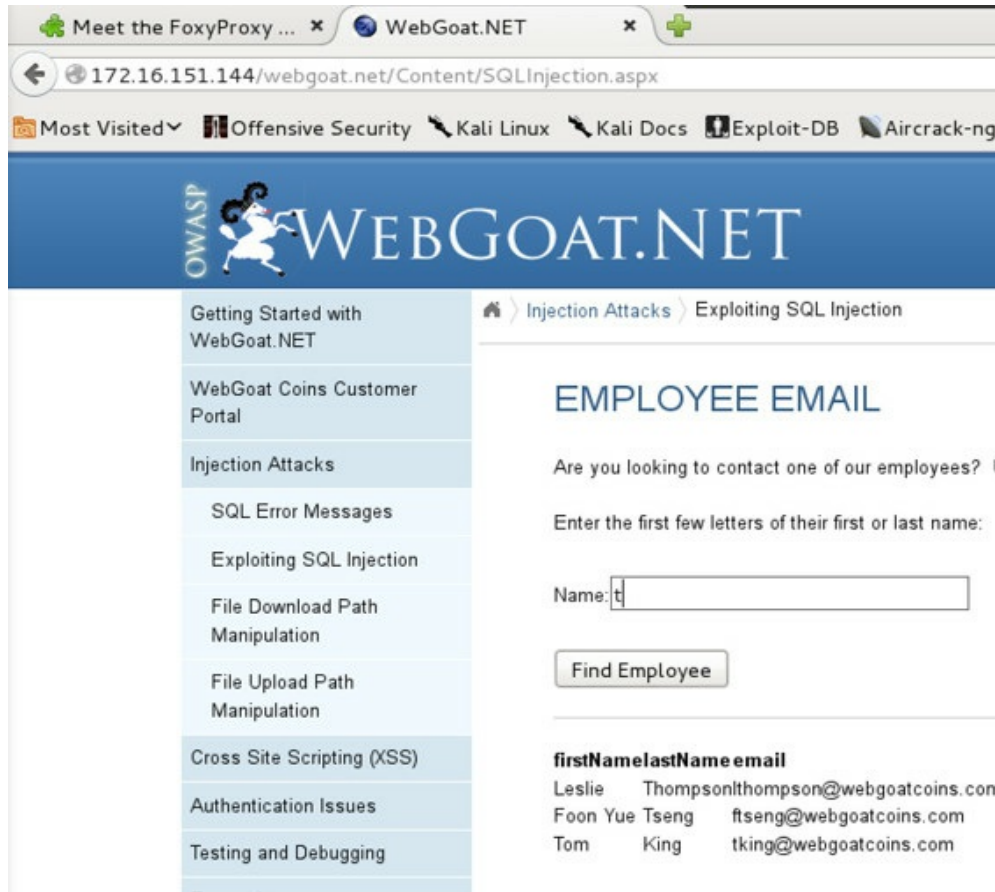 Meet the FoxyProxy ...
WebGoat.NET
172.16.151.144/webgoat.net/Content/SQLInjection.aspx
Most Visited
Offensive Security
Kali Linux
Kali Docs
Exploit-DB
Aircrack-ng
OWASP
WEBGOAT.NET
Getting Started with
WebGoat.NET
WebGoat Coins Customer
Portal
Injection Attacks
SQL Error Messages
Exploiting SQL Injection
File Download Path
Manipulation
File Upload Path
Manipulation
Cross Site Scripting (XSS)
Authentication Issues
Testing and Debugging
Injection Attacks
Exploiting SQL Injection
EMPLOYEE EMAIL
Are you looking to contact one of our employees?
Enter the first few letters of their first or last name:
Name: t
Find Employee
firstName lastName email
Leslie Thompson lthompson@webgoatcoins.com
Foon Yue Tseng ftseng@webgoatcoins.com
Tom King tking@webgoatcoins.com